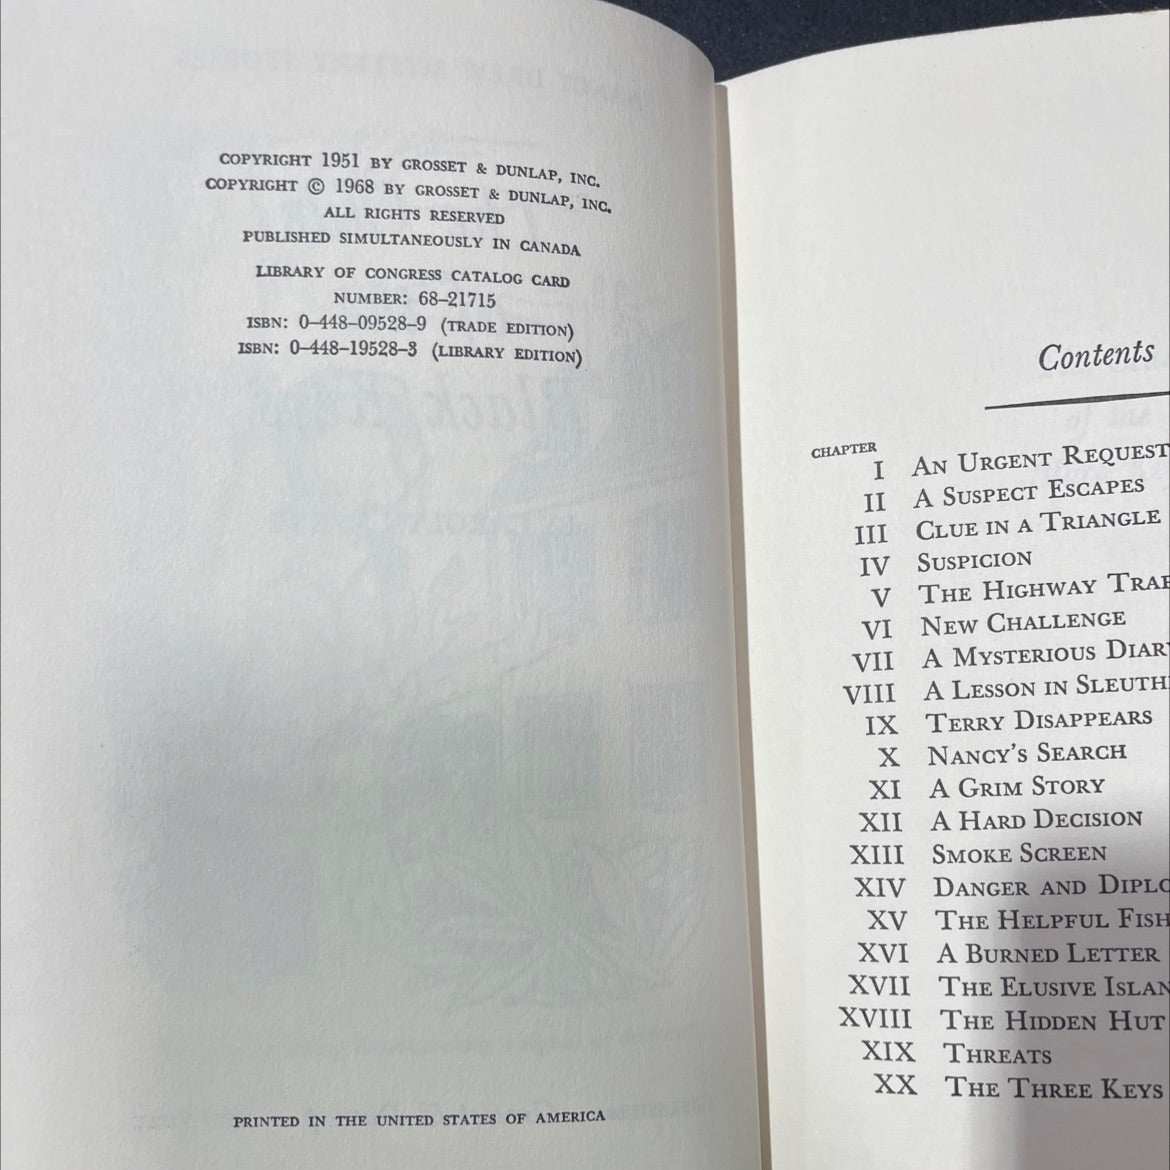 COPYRIGHT 1951 BY GROSSET & DUNLAP, INC.
COPYRIGHT © 1968 BY GROSSET & DUNLAP, INC.
ALL RIGHTS RESERVED
PUBLISHED SIMULTANEOUSLY IN CANADA
LIBRARY OF CONGRESS CATALOG CARD
NUMBER: 68–21715
ISBN: 0–448–09528–9 (TRADE EDITION)
ISBN: 0–448–19528–3 (LIBRARY EDITION)
PRINTED IN THE UNITED STATES OF AMERICA
Contents
CHAPTER
I AN URGENT REQUEST
II A SUSPECT ESCAPES
III CLUE IN A TRIANGLE
IV SUSPICION
V THE HIGHWAY
VI NEW CHALLENGE
VII A MYSTERIOUS DIARY
VIII A LESSON IN SLEUTH
IX TERRY DISAPPEARS
X NANCY'S SEARCH
XI A GRIM STORY
XII A HARD DECISION
XIII SMOKE SCREEN
XIV DANGER AND DIPLO
XV THE HELPFUL FISH
XVI A BURNED LETTER
XVII THE ELUSIVE ISLAN
XVIII THE HIDDEN HUT
XIX THREATS
XX THE THREE KEYS